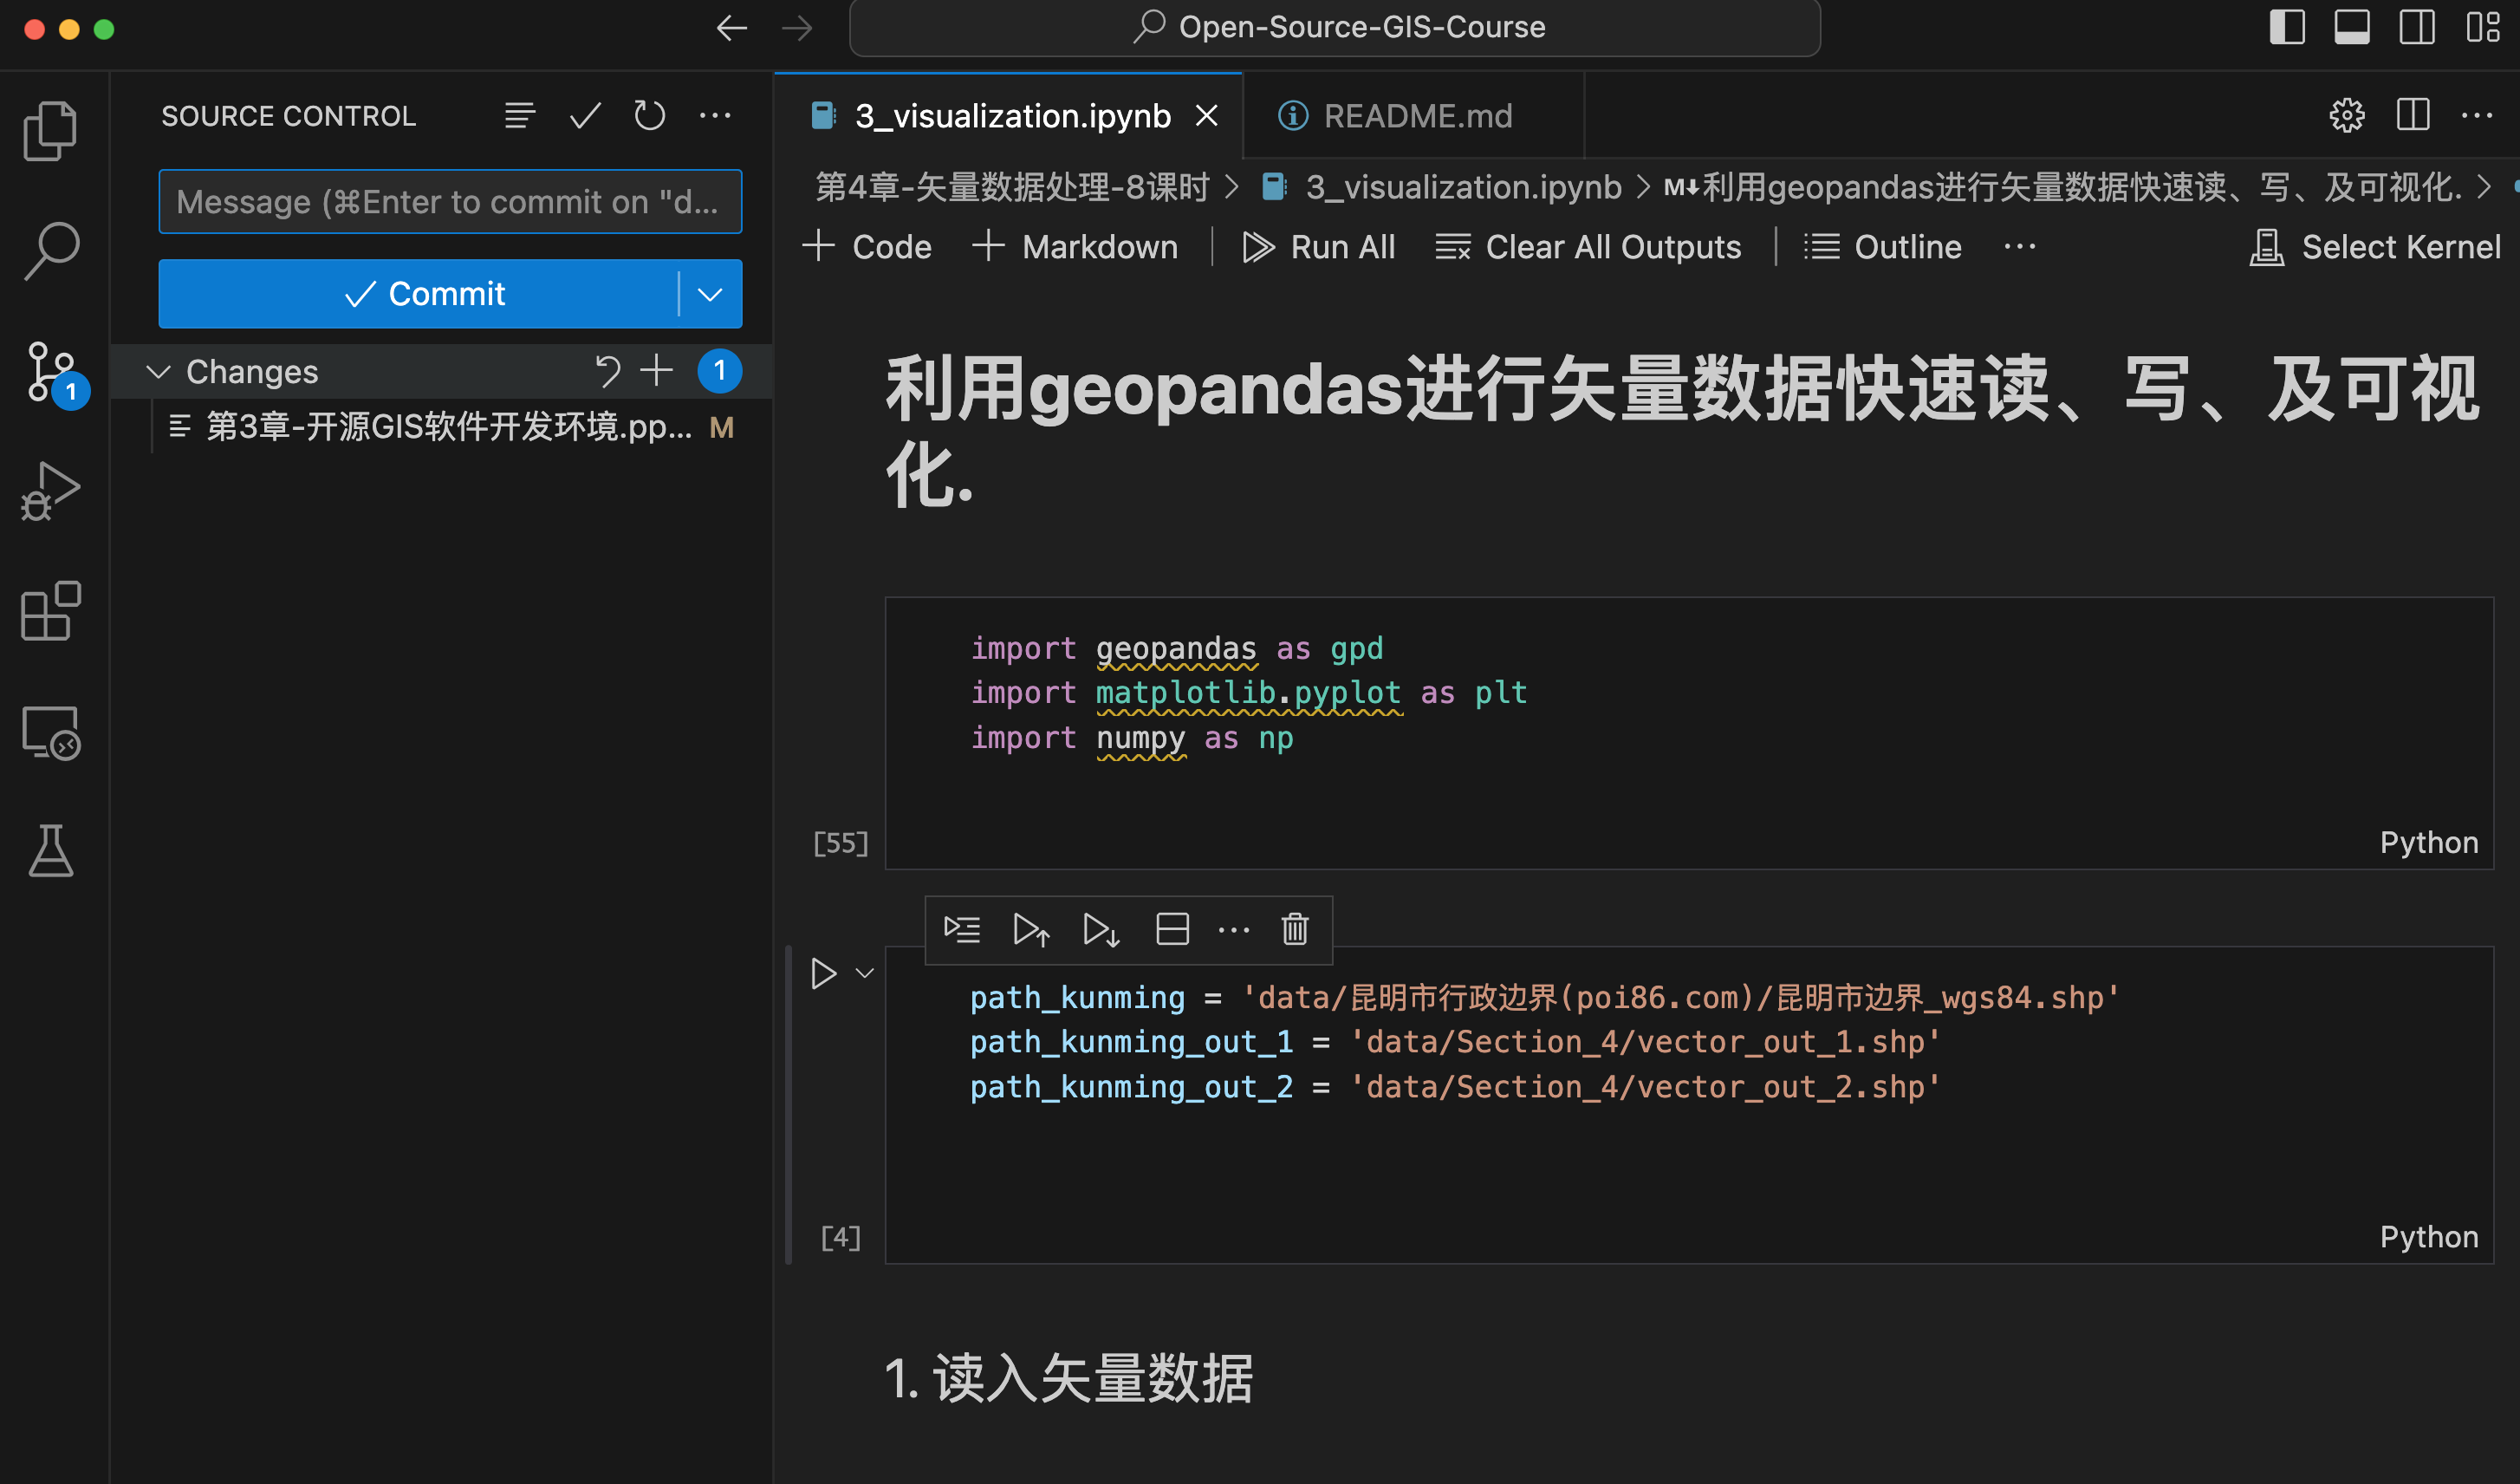 Open-Source-GIS-Course
SOURCE CONTROL
Message (⌘Enter to commit on "d...
Commit
Changes
1
1
第3章-开源GIS软件开发环境.pp... M
3_visualization.ipynb
README.md
第4章-矢量数据处理-8课时 > 3_visualization.ipynb > M↓利用geopandas进行矢量数据快速读、写、及可视化. >
+ Code + Markdown | Run All Clear All Outputs | Outline ... Select Kernel
利用geopandas进行矢量数据快速读、写、及可视
化.
import geopandas as gpd
import matplotlib.pyplot as plt
import numpy as np
[55]
Python
path_kunming = 'data/昆明市行政边界(poi86.com)/昆明市边界_wgs84.shp'
path_kunming_out_1 = 'data/Section_4/vector_out_1.shp'
path_kunming_out_2 = 'data/Section_4/vector_out_2.shp'
[4]
Python
1. 读入矢量数据